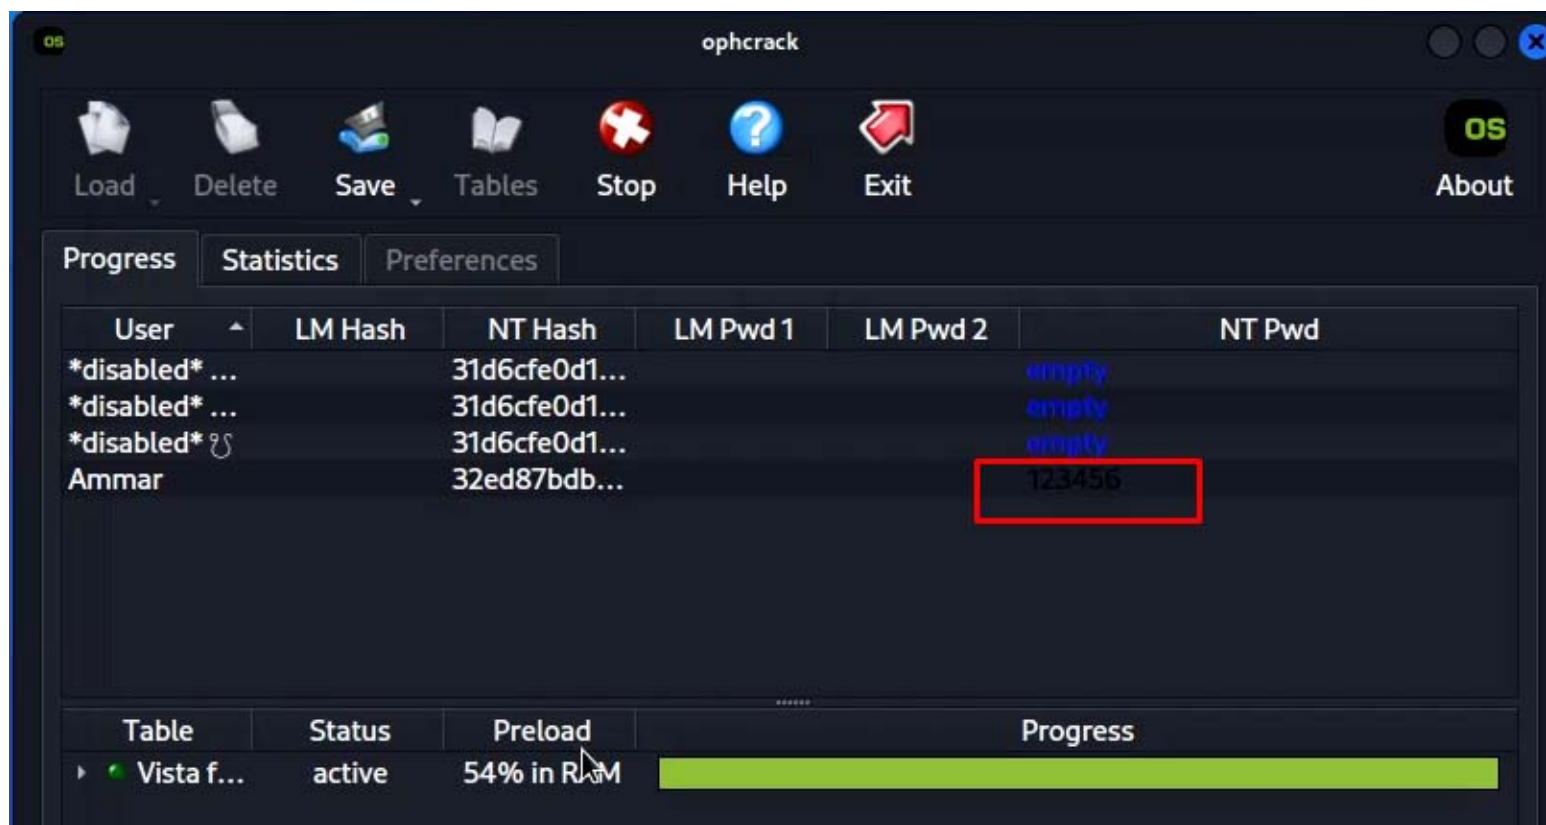 OS ophcrack
OS
Load Delete Save Tables Stop Help Exit About
Progress Statistics Preferences
User LM Hash NT Hash LM Pwd 1 LM Pwd 2 NT Pwd
*disabled* ... 31d6cfe0d1... empty
*disabled* ... 31d6cfe0d1... empty
*disabled* 31d6cfe0d1... empty
Ammar 32ed87bdb... 123456
Table Status Preload Progress
Vista f... active 54% in RAM